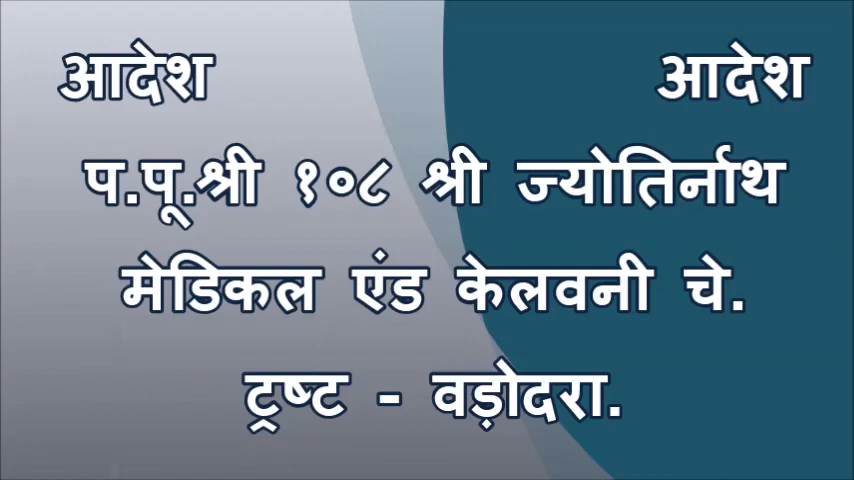 आदेश आदेश
प.पू.श्री १०८ श्री ज्योतिर्नाथ
मेडिकल एंड केलवनी चे.
ट्रष्ट - वड़ोदरा.